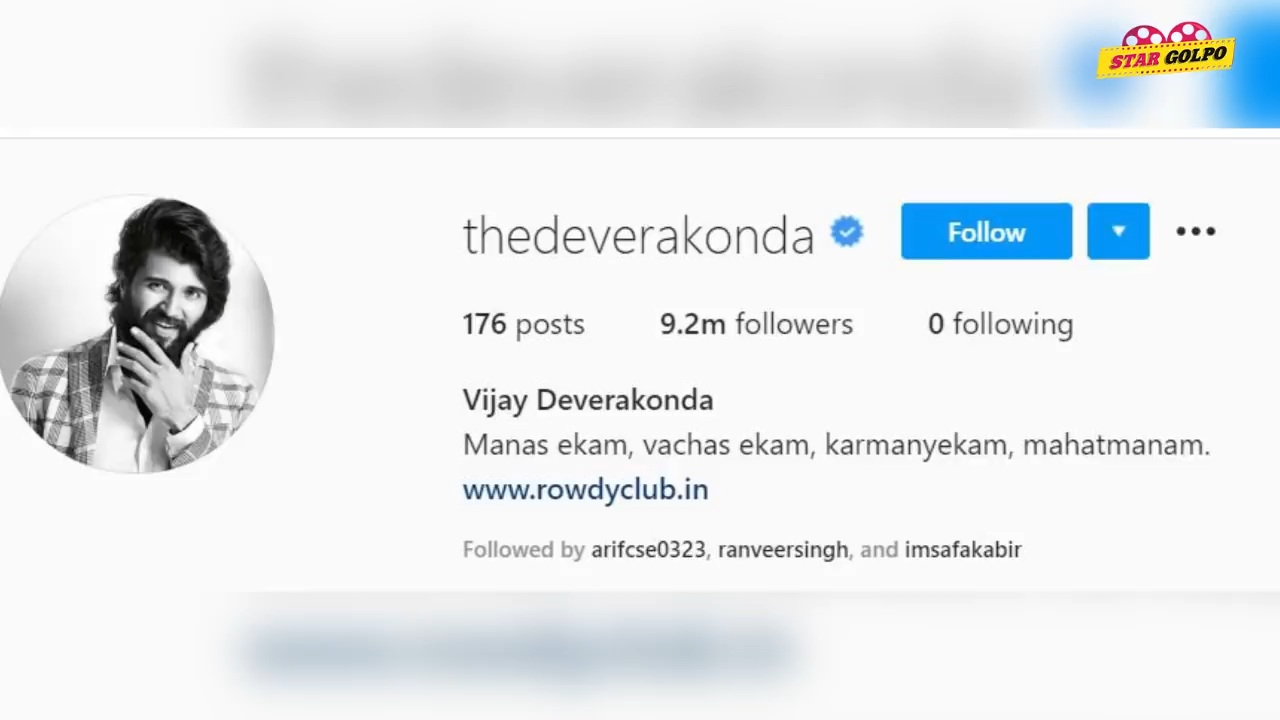 STAR GOLPO
thedeverakonda Follow
176 posts 9.2m followers 0 following
Vijay Deverakonda
Manas ekam, vachas ekam, karmanyekam, mahatmanam.
www.rowdyclub.in
Followed by arifcse0323, ranveersingh, and imsafakabir